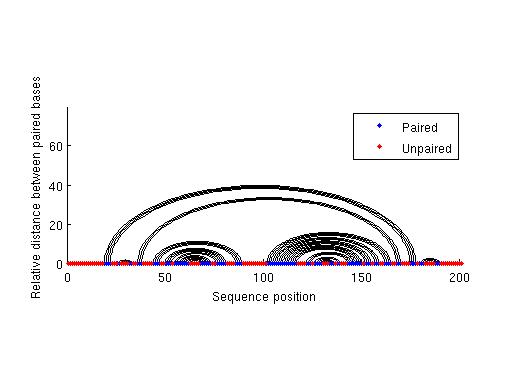 Relative distance between paired bases
60
40
20
0
Paired
Unpaired
0 50 100 150 200
Sequence position